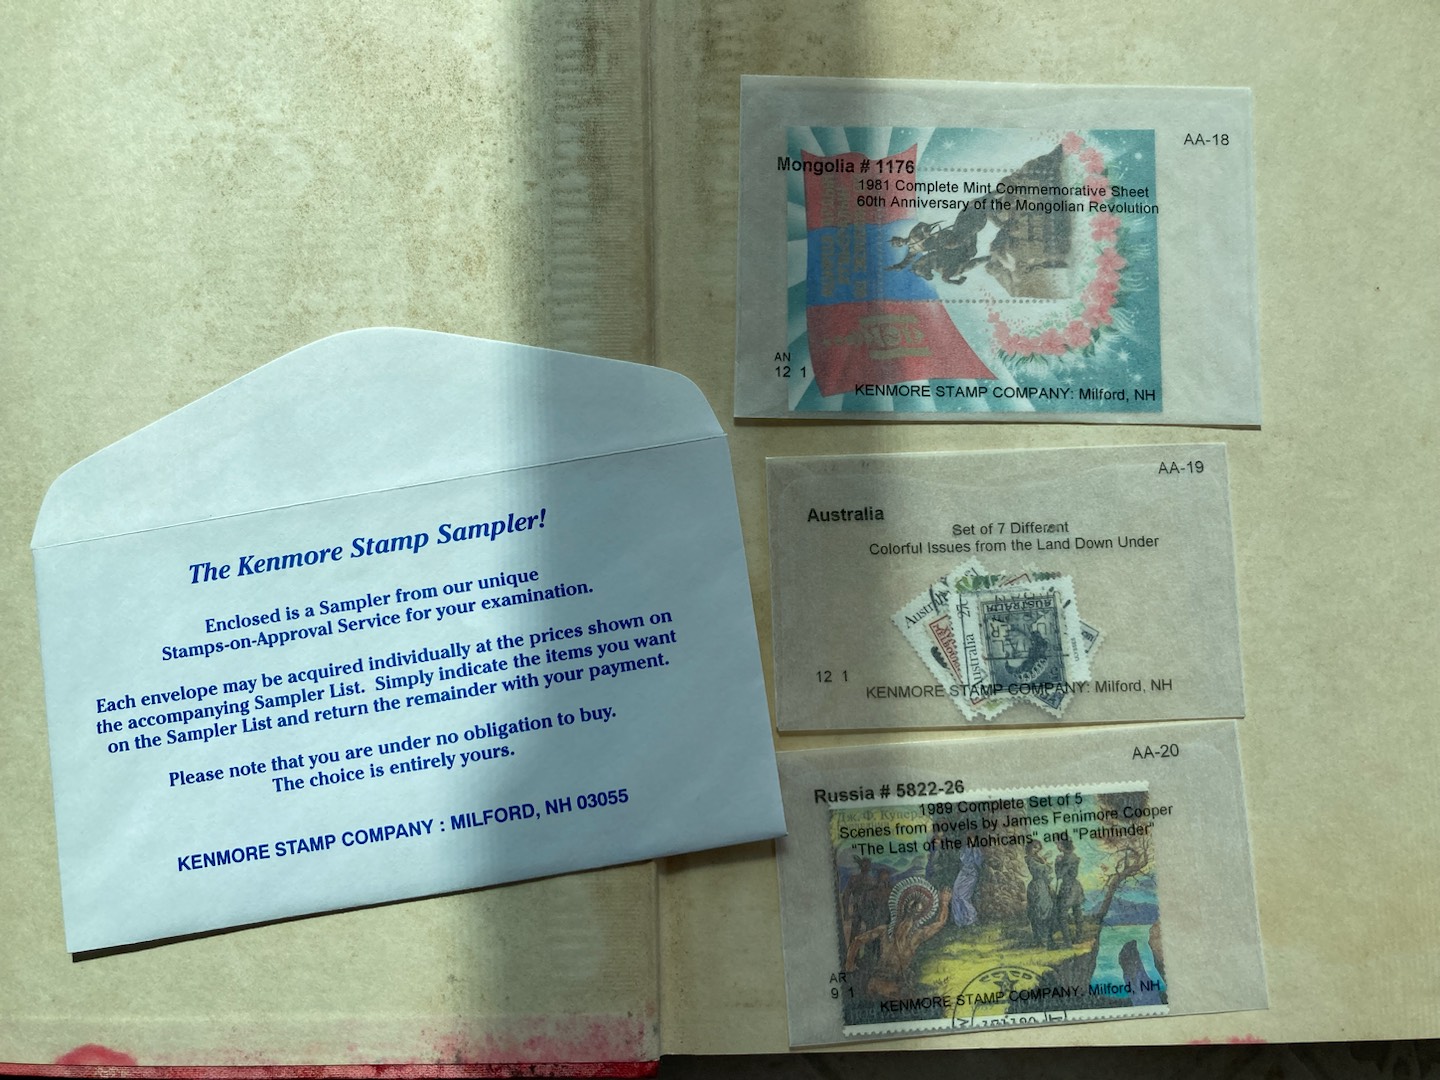 The Kenmore Stamp Sampler!
Enclosed is a Sampler from our unique
Stamps-on-Approval Service for your examination.
Each envelope may be acquired individually at the prices shown on
the accompanying Sampler List. Simply indicate the items you want
on the Sampler List and return the remainder with your payment.
Please note that you are under no obligation to buy.
The choice is entirely yours.
KENMORE STAMP COMPANY : MILFORD, NH 03055
AA-18
Mongolia # 1176
1981 Complete Mint Commemorative Sheet
60th Anniversary of the Mongolian Revolution
AN
12 1
KENMORE STAMP COMPANY: Milford, NH
AA-19
Australia
Set of 7 Different
Colorful Issues from the Land Down Under
Australia
AUSTRALIA
12 1
KENMORE STAMP COMPANY: Milford, NH
AA-20
Russia # 5822-26
1989 Complete Set of 5
Дж. Ф. Купер
Scenes from novels by James Fenimore Cooper
"The Last of the Mohicans" and "Pathfinder"
AR
9 1
KENMORE STAMP COMPANY: Milford, NH